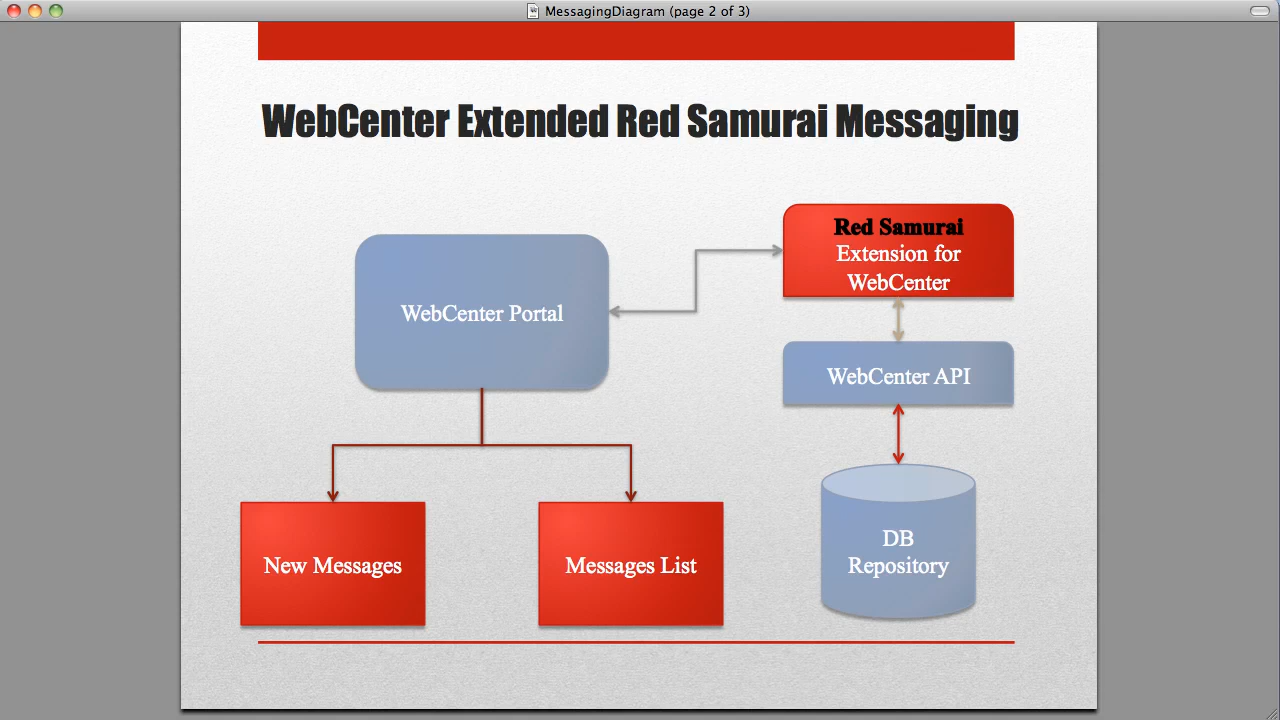 MessagingDiagram (page 2 of 3)
WebCenter Extended Red Samurai Messaging
Red Samurai
Extension for
WebCenter
WebCenter Portal
WebCenter API
DB
Repository
New Messages
Messages List